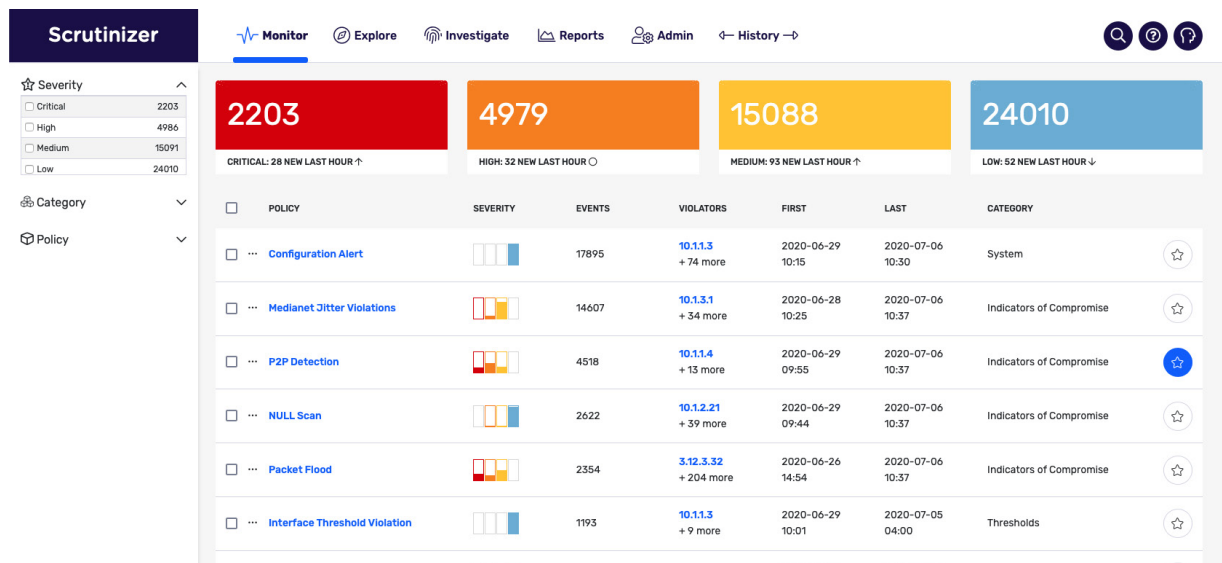 Scrutinizer
Monitor Explore Investigate Reports Admin History
Severity
Critical 2203
High 4986
Medium 15091
Low 24010
Category
Policy
2203 4979 15088 24010
CRITICAL: 28 NEW LAST HOUR ↑ HIGH: 32 NEW LAST HOUR MEDIUM: 93 NEW LAST HOUR ↑ LOW: 52 NEW LAST HOUR ↓
POLICY SEVERITY EVENTS VIOLATORS FIRST LAST CATEGORY
... Configuration Alert 17895 10.1.1.3 2020-06-29 2020-07-06 System
+ 74 more 10:15 10:30
... Medianet Jitter Violations 14607 10.1.3.1 2020-06-28 2020-07-06 Indicators of Compromise
+ 34 more 10:25 10:37
... P2P Detection 4518 10.1.1.4 2020-06-29 2020-07-06 Indicators of Compromise
+ 13 more 09:55 10:37
... NULL Scan 2622 10.1.2.21 2020-06-29 2020-07-06 Indicators of Compromise
+ 39 more 09:44 10:37
... Packet Flood 2354 3.12.3.32 2020-06-26 2020-07-06 Indicators of Compromise
+ 204 more 14:54 10:37
... Interface Threshold Violation 1193 10.1.1.3 2020-06-29 2020-07-05 Thresholds
+ 9 more 10:01 04:00